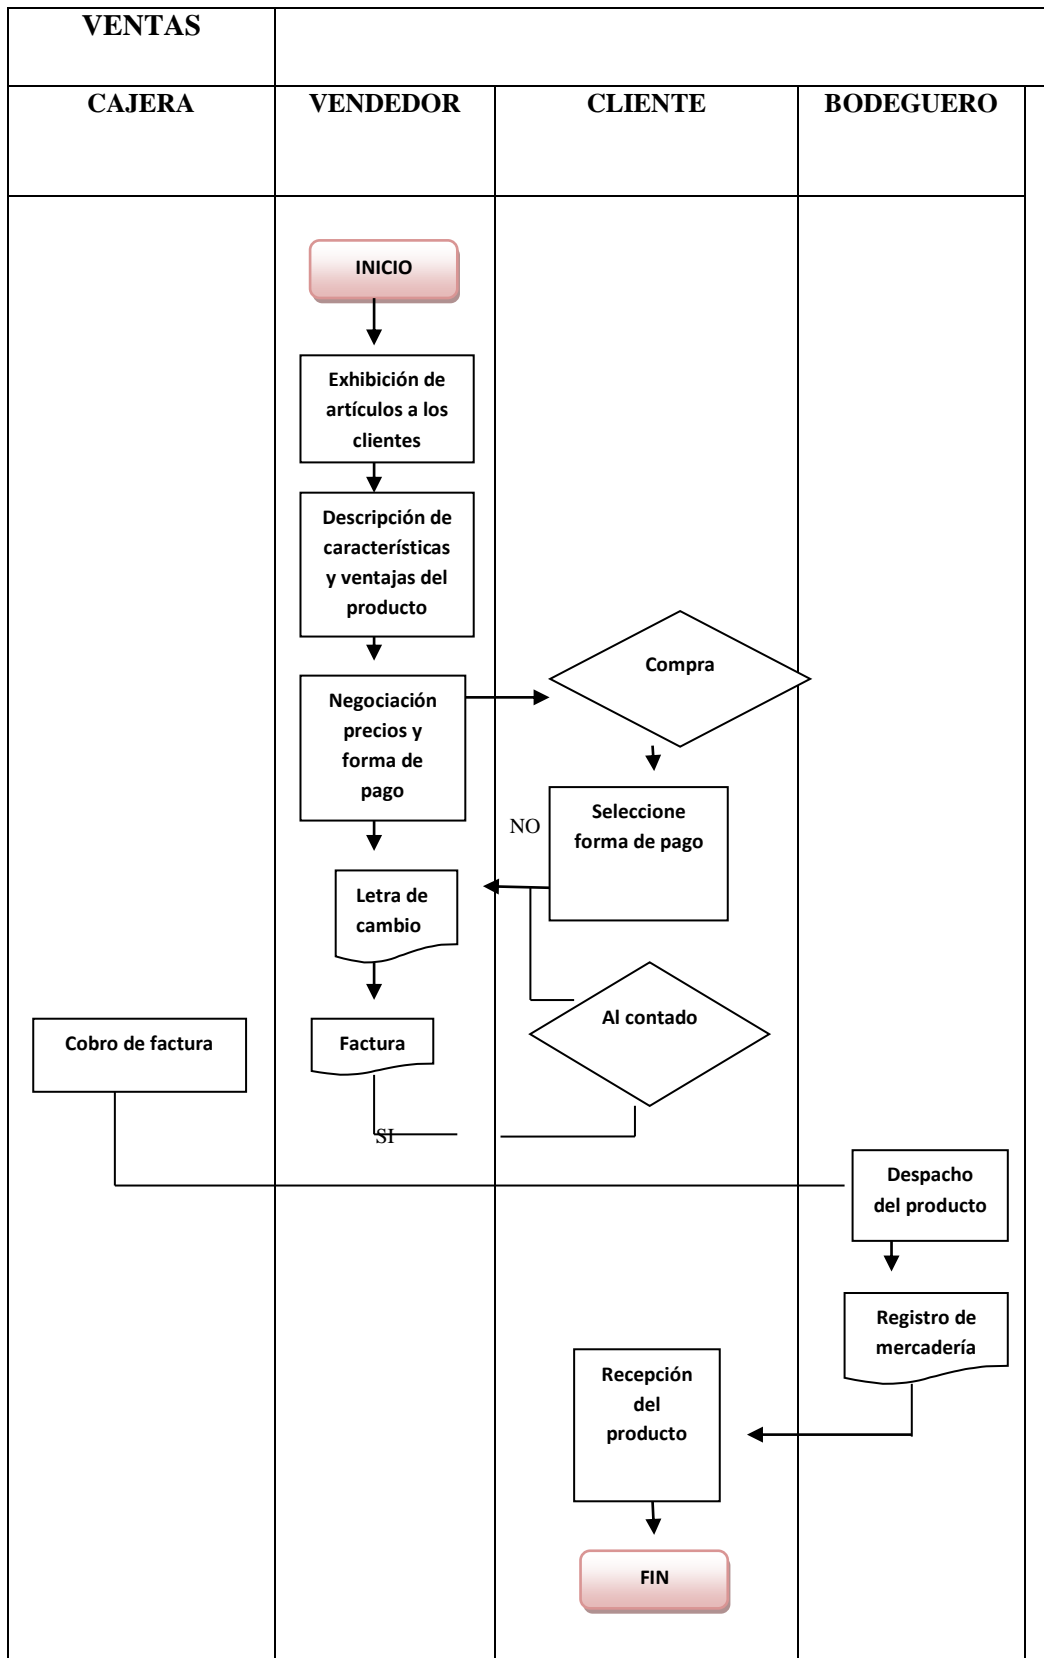 VENTAS
CAJERA
VENDEDOR
CLIENTE
BODEGUERO
INICIO
Exhibición de
artículos a los
clientes
Descripción de
características
y ventajas del
producto
Compra
Negociación
precios y
forma de
pago
Seleccione
forma de pago
NO
Letra de
cambio
Al contado
Cobro de factura
Factura
SI
Despacho
del producto
Registro de
mercadería
Recepción
del
producto
FIN